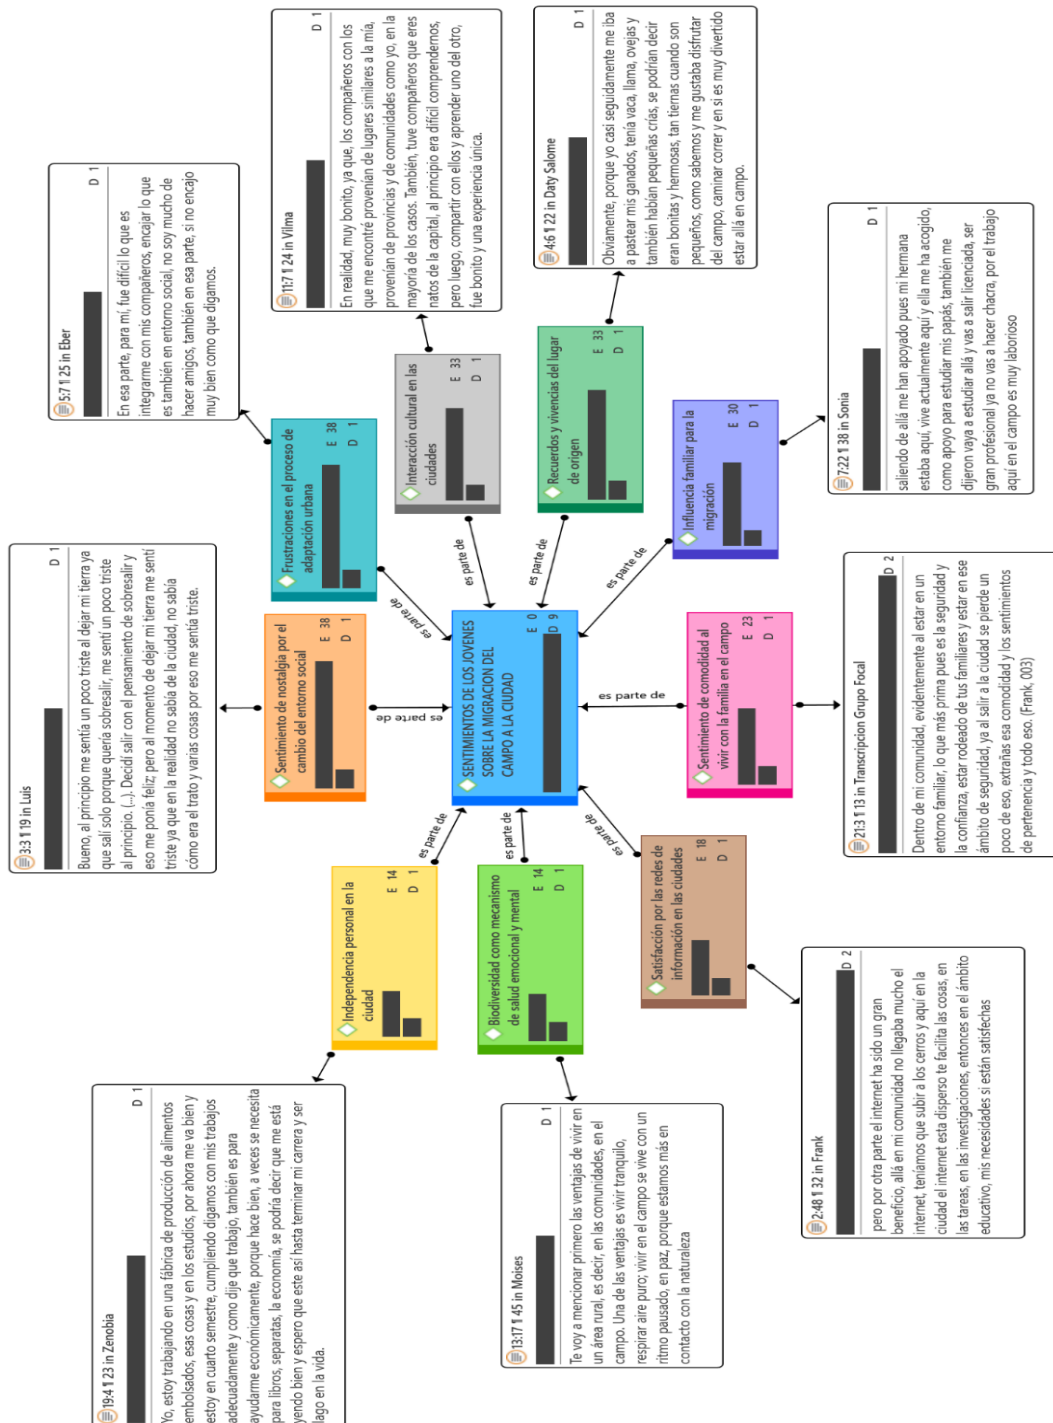 19:4 ¶ 23 in Zenobia
D 1
Yo, estoy trabajando en una fábrica de producción de alimentos
embolsados, esas cosas y en los estudios, por ahora me va bien y
estoy en cuarto semestre, cumpliendo digamos con mis trabajos
adecuadamente y como dije que trabajo, también es para
ayudarme económicamente, porque hace bien, a veces se necesita
para libros, separatas, la economía, se podría decir que me está
yendo bien y espero que este así hasta terminar mi carrera y ser
lago en la vida.
3:3 ¶ 19 in Luis
D 1
Bueno, al principio me sentía un poco triste al dejar mi tierra ya
que salí solo porque quería sobresalir, me sentí un poco triste
al principio. (...). Decidí salir con el pensamiento de sobresalir y
eso me ponía feliz; pero al momento de dejar mi tierra me sentí
triste ya que en la realidad no sabía de la ciudad, no sabía
cómo era el trato y varias cosas por eso me sentía triste.
5:7 ¶ 25 in Eber
D 1
En esa parte, para mí, fue difícil lo que es
integrarme con mis compañeros, encajar lo que
es también en entorno social, no soy mucho de
hacer amigos, también en esa parte, si no encajo
muy bien como que digamos.
11:7 ¶ 24 in Vilma
D 1
En realidad, muy bonito, ya que, los compañeros con los
que me encontré provenían de lugares similares a la mía,
provenían de provincias y de comunidades como yo, en la
mayoría de los casos. También, tuve compañeros que eres
natos de la capital, al principio era difícil comprendernos,
pero luego, compartir con ellos y aprender uno del otro,
fue bonito y una experiencia única.
Independencia personal en la
ciudad
E 14
D 1
Sentimiento de nostalgia por el
cambio del entorno social
E 38
D 1
Frustraciones en el proceso de
adaptación urbana
E 38
D 1
Interacción cultural en las
ciudades
E 33
D 1
es parte de
es parte de
es parte de
es parte de
Biodiversidad como mecanismo
de salud emocional y mental
E 14
D 1
es parte de
SENTIMIENTOS DE LOS JOVENES
SOBRE LA MIGRACION DEL
CAMPO A LA CIUDAD
E 0
D 9
es parte de
Recuerdos y vivencias del lugar
de origen
E 33
D 1
es parte de
es parte de
es parte de
Satisfacción por las redes de
información en las ciudades
E 18
D 1
Sentimiento de comodidad al
vivir con la familia en el campo
E 23
D 1
Influencia familiar para la
migración
E 30
D 1
4:6 ¶ 22 in Daty Salome
D 1
Obviamente, porque yo casi seguidamente me iba
a pastear mis ganados, tenía vaca, llama, ovejas y
también habían pequeñas crías, se podrían decir
eran bonitas y hermosas, tan tiernas cuando son
pequeños, como sabemos y me gustaba disfrutar
del campo, caminar correr y en si es muy divertido
estar allá en campo.
13:17 ¶ 45 in Moises
D 1
Te voy a mencionar primero las ventajas de vivir en
un área rural, es decir, en las comunidades, en el
campo. Una de las ventajas es vivir tranquilo,
respirar aire puro; vivir en el campo se vive con un
ritmo pausado, en paz, porque estamos más en
contacto con la naturaleza
2:48 ¶ 32 in Frank
D 2
pero por otra parte el internet ha sido un gran
beneficio, allá en mi comunidad no llegaba mucho el
internet, teníamos que subir a los cerros y aquí en la
ciudad el internet esta disperso te facilita las cosas, en
las tareas, en las investigaciones, entonces en el ámbito
educativo, mis necesidades si están satisfechas
21:3 ¶ 13 in Transcripcion Grupo Focal
D 2
Dentro de mi comunidad, evidentemente al estar en un
entorno familiar, lo que más prima pues es la seguridad y
la confianza, estar rodeado de tus familiares y estar en ese
ámbito de seguridad, ya al salir a la ciudad se pierde un
poco de eso, extrañas esa comodidad y los sentimientos
de pertenencia y todo eso. (Frank, 003)
7:22 ¶ 38 in Sonia
D 1
saliendo de allá me han apoyado pues mi hermana
estaba aquí, vive actualmente aquí y ella me ha acogido,
como apoyo para estudiar mis papás, también me
dijeron vaya a estudiar allá y vas a salir licenciada, ser
gran profesional ya no vas a hacer chacra, por el trabajo
aquí en el campo es muy laborioso